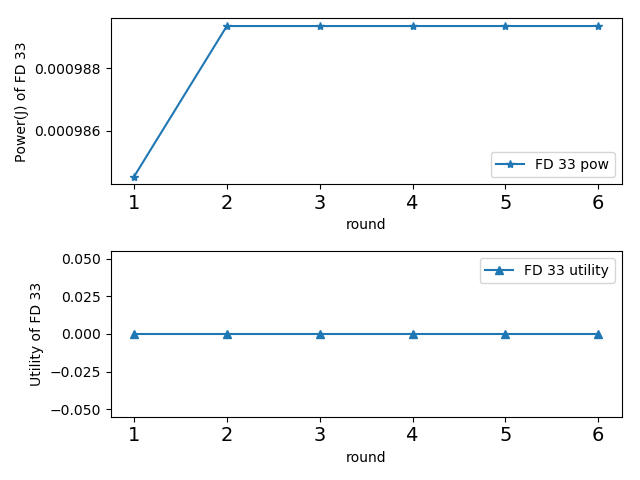 Power(J) of FD 33
0.000988
0.000986
FD 33 pow
1 2 3 4 5 6
round
Utility of FD 33
0.050
0.025
0.000
−0.025
−0.050
FD 33 utility
1 2 3 4 5 6
round